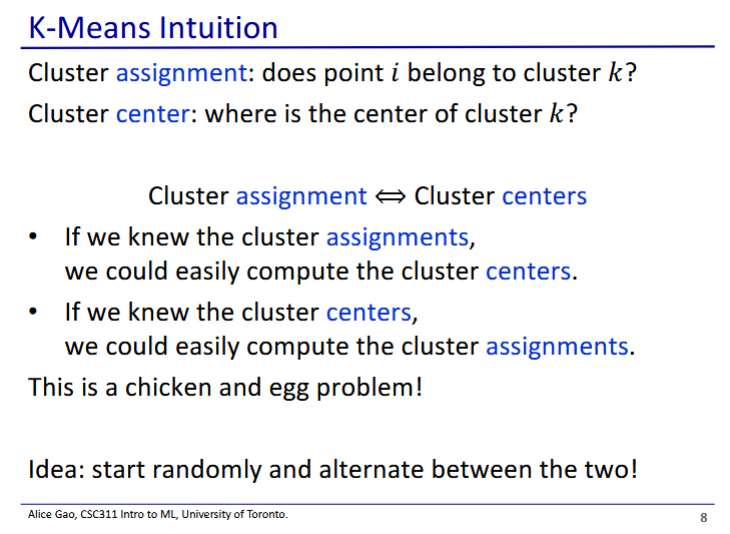 K-Means Intuition
Cluster assignment: does point 𝑖 belong to cluster 𝑘?
Cluster center: where is the center of cluster 𝑘?
Cluster assignment ⟺ Cluster centers
• If we knew the cluster assignments,
we could easily compute the cluster centers.
• If we knew the cluster centers,
we could easily compute the cluster assignments.
This is a chicken and egg problem!
Idea: start randomly and alternate between the two!
Alice Gao, CSC311 Intro to ML, University of Toronto.
8